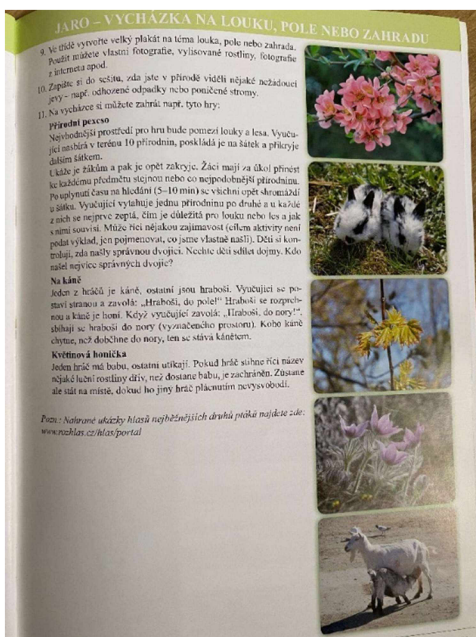 JARO – VYCHÁZKA NA LOUKU, POLE NEBO ZAHRADU
9. Ve třídě vytvořte velký plakát na téma louka, pole nebo zahrada.
Použít můžete vlastní fotografie, vylisované rostliny, fotografie
z internetu apod.
10. Zapište si do sešitu, zda jste v přírodě viděli nějaké nežádoucí
jevy – např. odhozené odpadky nebo poničené stromy.
11. Na vycházce si můžete zahrát např. tyto hry:
Přírodní pexeso
Nejvhodnější prostředí pro hru bude pomezí louky a lesa. Vyuču-
jící nasbírá v terénu 10 přírodnin, poskládá je na šátek a přikryje
dalším šátkem.
Ukáže je žákům a pak je opět zakryje. Žáci mají za úkol přinést
ke každému předmětu stejnou nebo co nejpodobnější přírodninu.
Po uplynutí času na hledání (5–10 min) se všichni opět shromáždí
u šátku. Vyučující vytahuje jednu přírodninu po druhé a u každé
z nich se nejprve zeptá, čím je důležitá pro louku nebo les a jak
s nimi souvisí. Může říci nějakou zajímavost (cílem aktivity není
podat výklad, jen pojmenovat, co jsme vlastně našli). Děti si kon-
trolují, zda našly správnou dvojici. Nechte děti sdílet dojmy. Kdo
našel nejvíce správných dvojic?
Na káně
Jeden z hráčů je káně, ostatní jsou hraboši. Vyučující se po-
staví stranou a zavolá: „Hraboši, do pole!" Hraboši se rozprch-
nou a káně je honí. Když vyučující zavolá: „Hraboši, do nory!",
sbíhají se hraboši do nory (vyznačeného prostoru). Koho káně
chytne, než doběhne do nory, ten se stává kánětem.
Květinová honička
Jeden hráč má babu, ostatní utíkají. Pokud hráč stihne říci název
nějaké luční rostliny dřív, než dostane babu, je zachráněn. Zůstane
ale stát na místě, dokud ho jiný hráč plácnutím nevysvobodí.
Pozn.: Nahrané ukázky hlasů nejběžnějších druhů ptáků najdete zde:
www.rozhlas.cz/hlas/portal